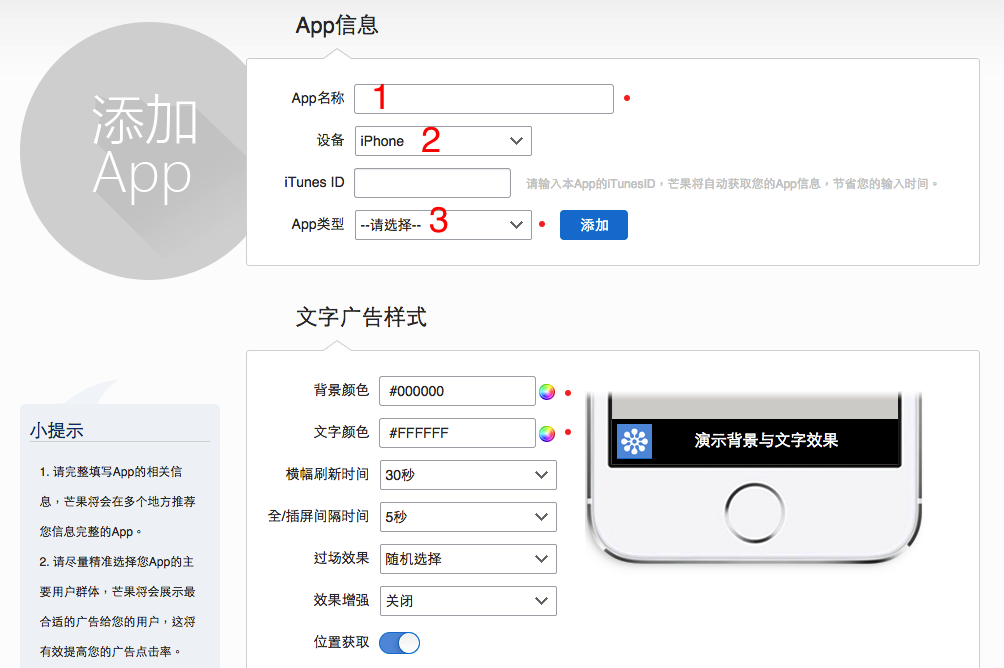 App信息
添加
App
App名称 1
设备 iPhone 2
iTunes ID 请输入本App的iTunesID，芒果将自动获取您的App信息，节省您的输入时间。
App类型 --请选择-- 3 添加
文字广告样式
背景颜色 #000000
文字颜色 #FFFFFF
横幅刷新时间 30秒
全/插屏间隔时间 5秒
过场效果 随机选择
效果增强 关闭
位置获取
演示背景与文字效果
小提示
1. 请完整填写App的相关信
息，芒果将会在多个地方推荐
您信息完整的App。
2. 请尽量精准选择您App的主
要用户群体，芒果将会展示最
合适的广告给您的用户，这将
有效提高您的广告点击率。